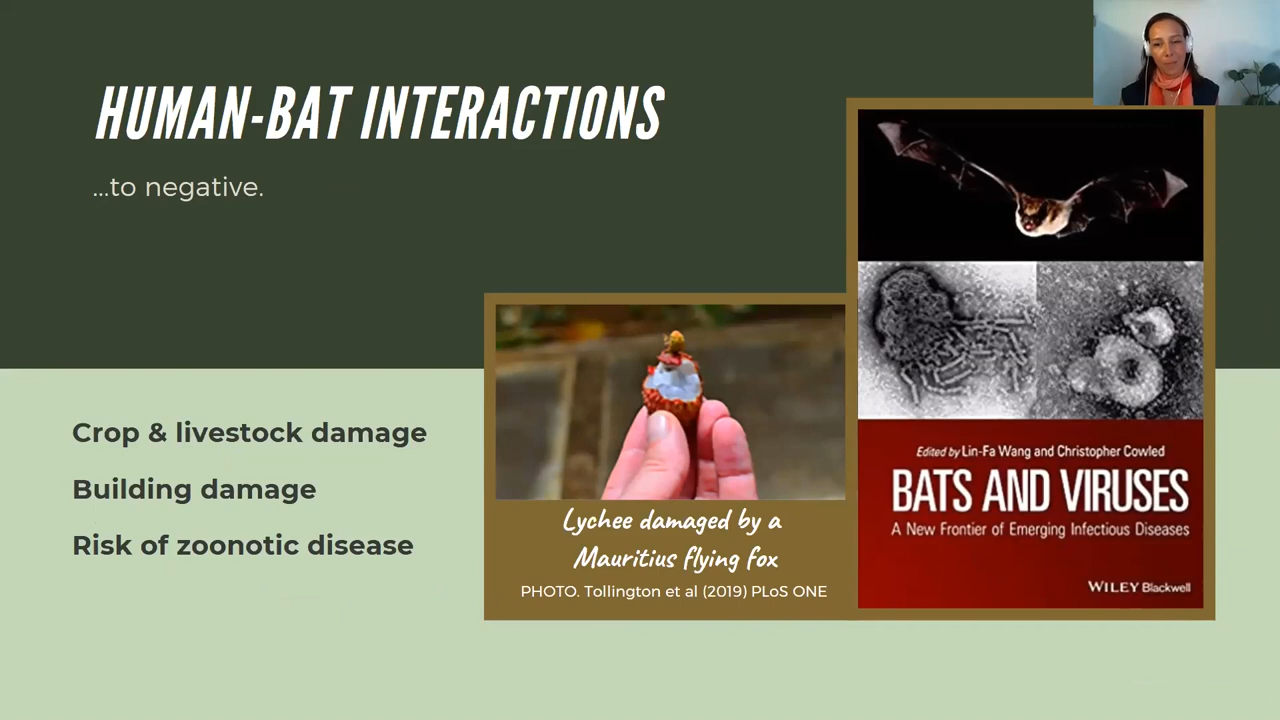 HUMAN-BAT INTERACTIONS
...to negative.
Crop & livestock damage
Building damage
Risk of zoonotic disease
Lychee damaged by a
Mauritius flying fox
PHOTO. Tollington et al (2019) PLoS ONE
Edited by Lin-Fa Wang and Christopher Cowled
BATS AND VIRUSES
A New Frontier of Emerging Infectious Diseases
WILEY Blackwell